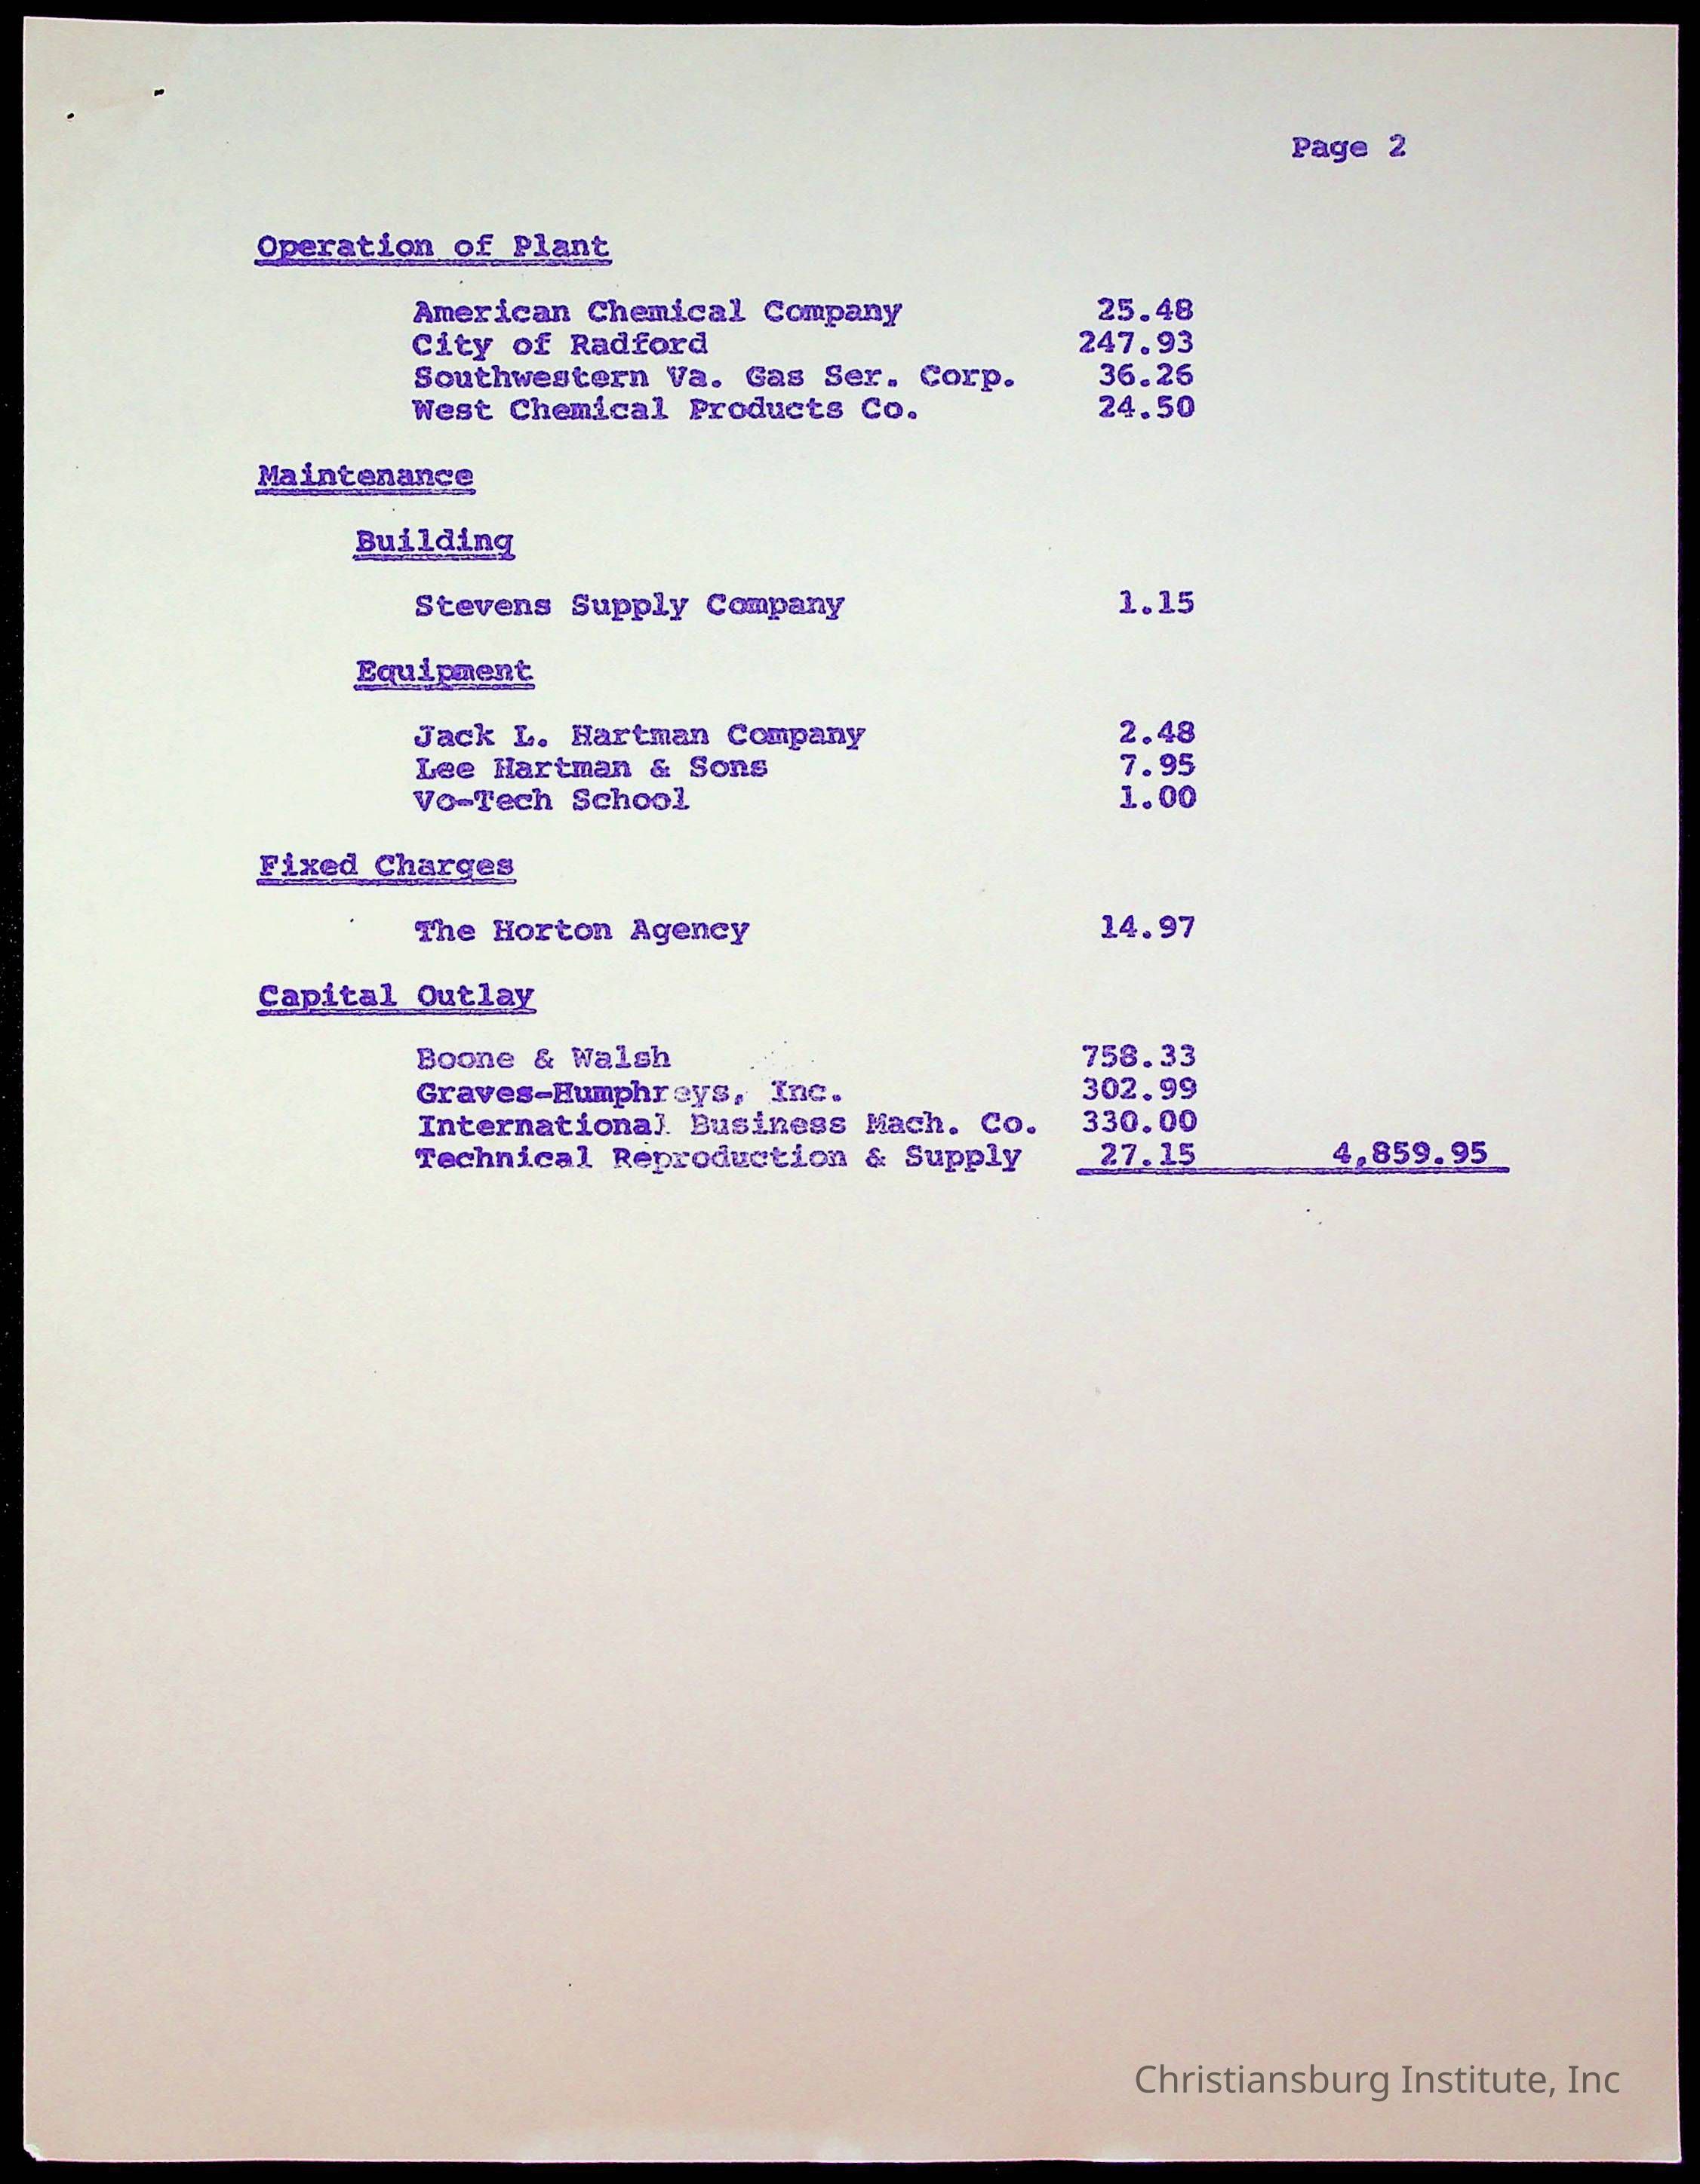 Page 2
Operation of Plant
American Chemical Company 25.48
City of Radford 247.93
Southwestern Va. Gas Ser. Corp. 36.26
West Chemical Products Co. 24.50
Maintenance
Building
Stevens Supply Company 1.15
Equipment
Jack L. Hartman Company 2.48
Lee Hartman & Sons 7.95
Vo-Tech School 1.00
Fixed Charges
The Horton Agency 14.97
Capital Outlay
Boone & Walsh 758.33
Graves-Humphreys, Inc. 302.99
International Business Mach. Co. 330.00
Technical Reproduction & Supply 27.15 4,859.95
Christiansburg Institute, Inc